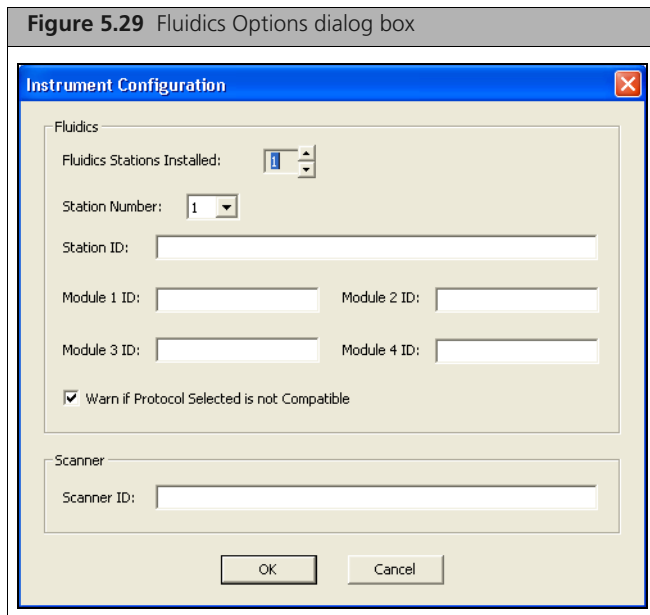 Figure 5.29 Fluidics Options dialog box
Instrument Configuration
Fluidics
Fluidics Stations Installed: 1
Station Number: 1
Station ID:
Module 1 ID: Module 2 ID:
Module 3 ID: Module 4 ID:
Warn if Protocol Selected is not Compatible
Scanner
Scanner ID:
OK Cancel